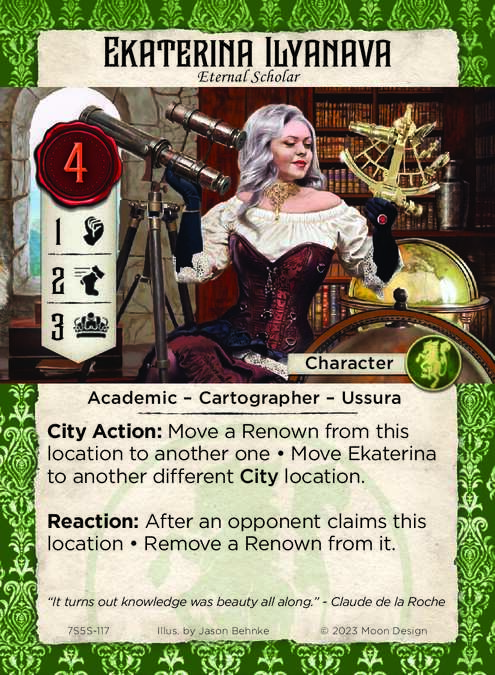 Ekaterina Ilyanava
Eternal Scholar
4
1
2
3
Character
Academic – Cartographer – Ussura
City Action: Move a Renown from this
location to another one • Move Ekaterina
to another different City location.
Reaction: After an opponent claims this
location • Remove a Renown from it.
“It turns out knowledge was beauty all along.” - Claude de la Roche
7S5S-117 Illus. by Jason Behnke © 2023 Moon Design